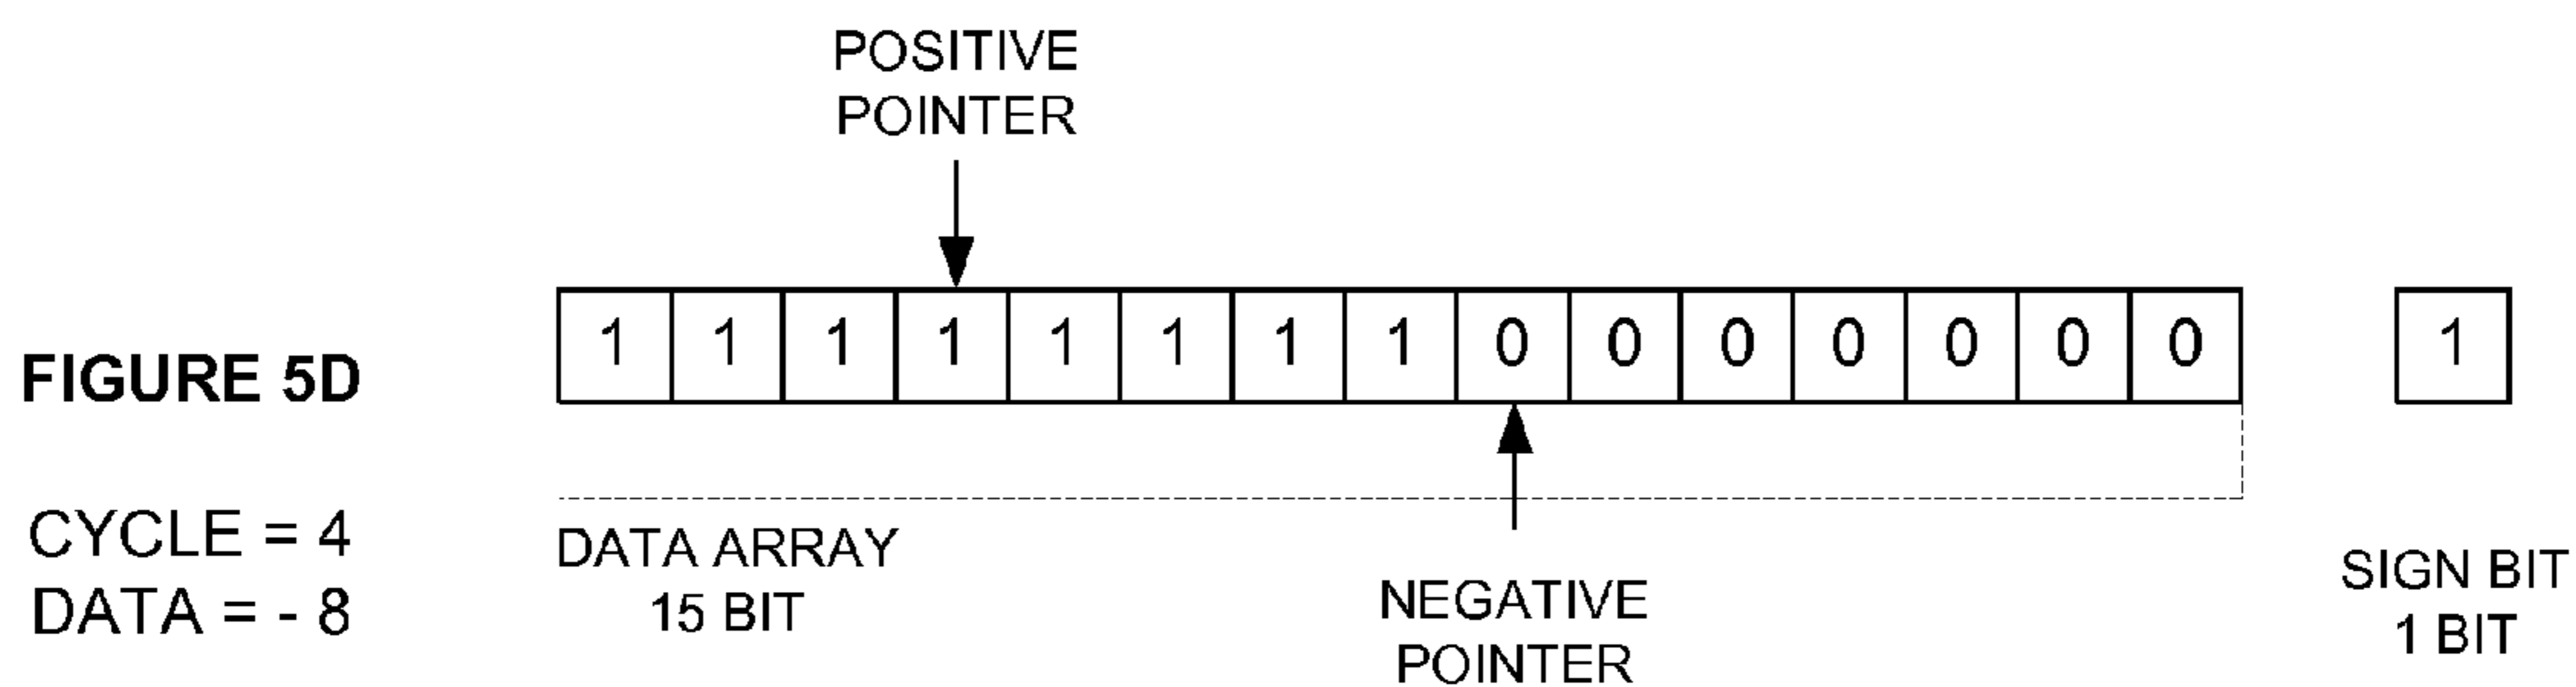 POSITIVE
POINTER
FIGURE 5D
1 1 1 1 1 1 1 1 0 0 0 0 0 0 0 1
CYCLE = 4
DATA = - 8
DATA ARRAY
15 BIT
NEGATIVE
POINTER
SIGN BIT
1 BIT